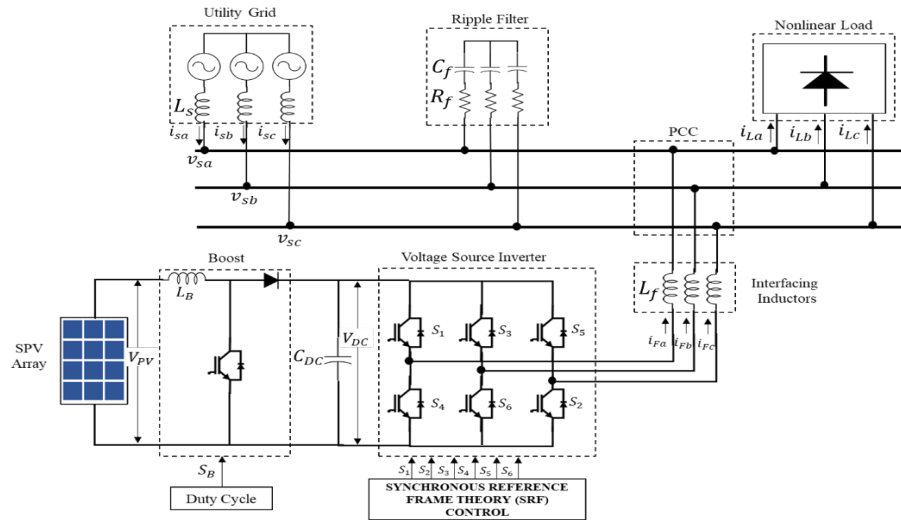 Utility Grid
Ripple Filter
Nonlinear Load
C_f
R_f
L_s
i_sa i_sb i_sc
i_La i_Lb i_Lc
PCC
v_sa
v_sb
v_sc
Boost
Voltage Source Inverter
L_B
L_f
Interfacing
Inductors
i_Fa i_Fb i_Fc
SPV
Array
V_PV
C_DC
V_DC
S_1 S_3 S_5
S_4 S_6 S_2
S_B
Duty Cycle
S_1 S_2 S_3 S_4 S_5 S_6
SYNCHRONOUS REFERENCE
FRAME THEORY (SRF)
CONTROL